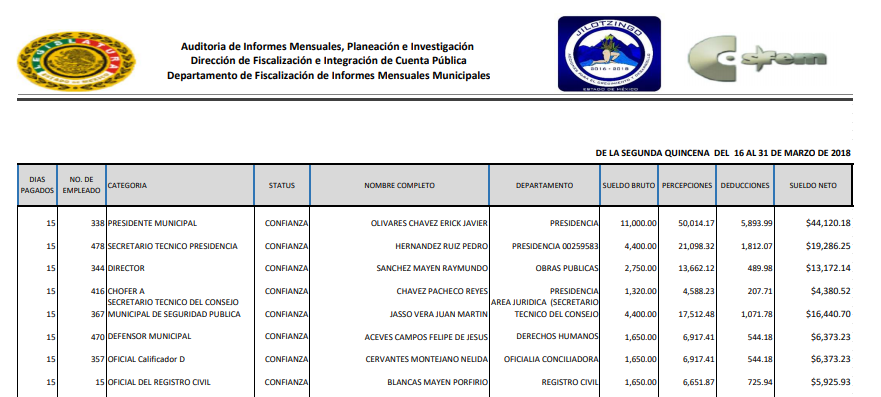 Auditoria de Informes Mensuales, Planeación e Investigación
Dirección de Fiscalización e Integración de Cuenta Pública
Departamento de Fiscalización de Informes Mensuales Municipales
JILOTZINGO
2016 - 2018
ESTADO DE MÉXICO
osfem
DE LA SEGUNDA QUINCENA DEL 16 AL 31 DE MARZO DE 2018
DIAS PAGADOS NO. DE EMPLEADO CATEGORIA STATUS NOMBRE COMPLETO DEPARTAMENTO SUELDO BRUTO PERCEPCIONES DEDUCCIONES SUELDO NETO
15 338 PRESIDENTE MUNICIPAL CONFIANZA OLIVARES CHAVEZ ERICK JAVIER PRESIDENCIA 11,000.00 50,014.17 5,893.99 $44,120.18
15 478 SECRETARIO TECNICO PRESIDENCIA CONFIANZA HERNANDEZ RUIZ PEDRO PRESIDENCIA 00259583 4,400.00 21,098.32 1,812.07 $19,286.25
15 344 DIRECTOR CONFIANZA SANCHEZ MAYEN RAYMUNDO OBRAS PUBLICAS 2,750.00 13,662.12 489.98 $13,172.14
15 416 CHOFER A CONFIANZA CHAVEZ PACHECO REYES PRESIDENCIA 1,320.00 4,588.23 207.71 $4,380.52
SECRETARIO TECNICO DEL CONSEJO AREA JURIDICA (SECRETARIO
15 367 MUNICIPAL DE SEGURIDAD PUBLICA CONFIANZA JASSO VERA JUAN MARTIN TECNICO DEL CONSEJO 4,400.00 17,512.48 1,071.78 $16,440.70
15 470 DEFENSOR MUNICIPAL CONFIANZA ACEVES CAMPOS FELIPE DE JESUS DERECHOS HUMANOS 1,650.00 6,917.41 544.18 $6,373.23
15 357 OFICIAL Calificador D CONFIANZA CERVANTES MONTEJANO NELIDA OFICIALIA CONCILIADORA 1,650.00 6,917.41 544.18 $6,373.23
15 15 OFICIAL DEL REGISTRO CIVIL CONFIANZA BLANCAS MAYEN PORFIRIO REGISTRO CIVIL 1,650.00 6,651.87 725.94 $5,925.93